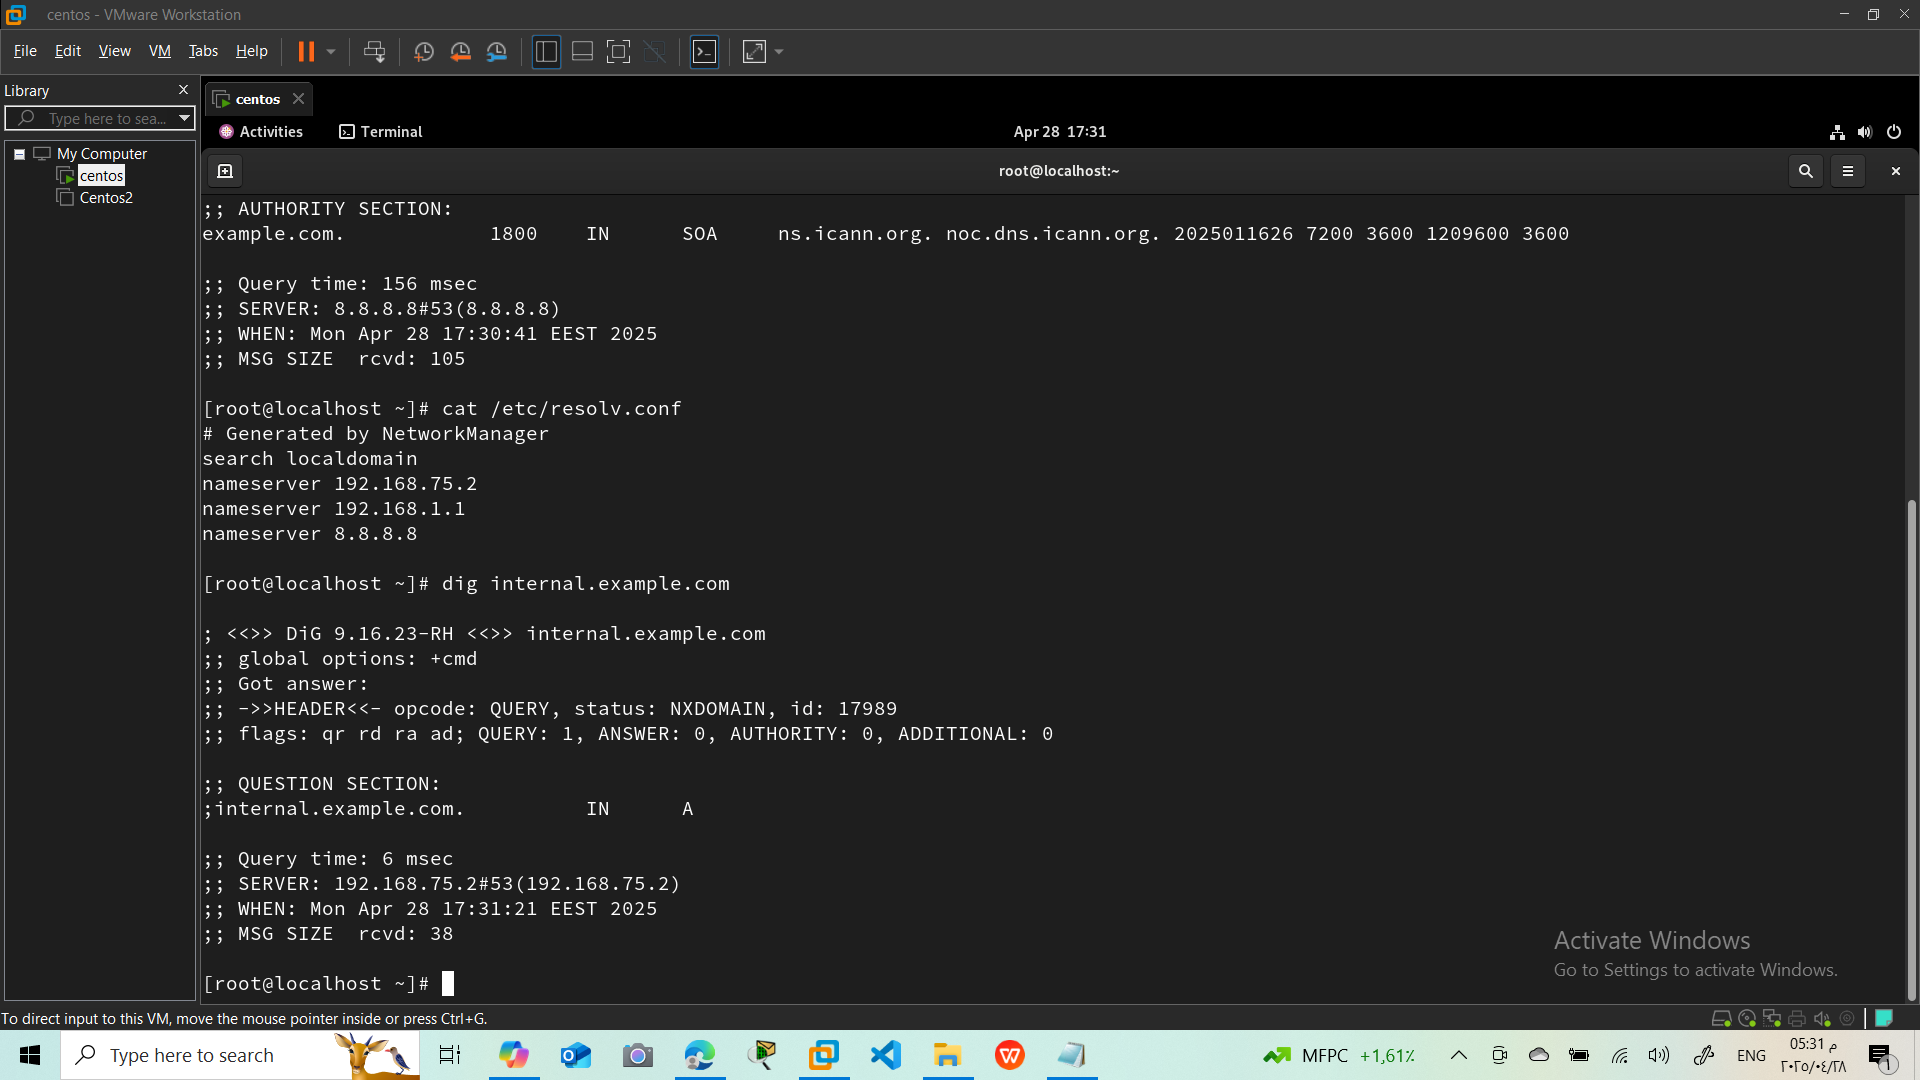 centos - VMware Workstation
File Edit View VM Tabs Help
Library
Type here to sea...
My Computer
centos
Centos2
centos
Activities Terminal Apr 28 17:31
root@localhost:~
;; AUTHORITY SECTION:
example.com. 1800 IN SOA ns.icann.org. noc.dns.icann.org. 2025011626 7200 3600 1209600 3600
;; Query time: 156 msec
;; SERVER: 8.8.8.8#53(8.8.8.8)
;; WHEN: Mon Apr 28 17:30:41 EEST 2025
;; MSG SIZE  rcvd: 105
[root@localhost ~]# cat /etc/resolv.conf
# Generated by NetworkManager
search localdomain
nameserver 192.168.75.2
nameserver 192.168.1.1
nameserver 8.8.8.8
[root@localhost ~]# dig internal.example.com
; <<>> DiG 9.16.23-RH <<>> internal.example.com
;; global options: +cmd
;; Got answer:
;; ->>HEADER<<- opcode: QUERY, status: NXDOMAIN, id: 17989
;; flags: qr rd ra ad; QUERY: 1, ANSWER: 0, AUTHORITY: 0, ADDITIONAL: 0
;; QUESTION SECTION:
;internal.example.com. IN A
;; Query time: 6 msec
;; SERVER: 192.168.75.2#53(192.168.75.2)
;; WHEN: Mon Apr 28 17:31:21 EEST 2025
;; MSG SIZE  rcvd: 38
[root@localhost ~]#
Activate Windows
Go to Settings to activate Windows.
To direct input to this VM, move the mouse pointer inside or press Ctrl+G.
Type here to search
MFPC +1,61٪
ENG
05:31 م
٢٠٢٥/٠٤/٢٨
1